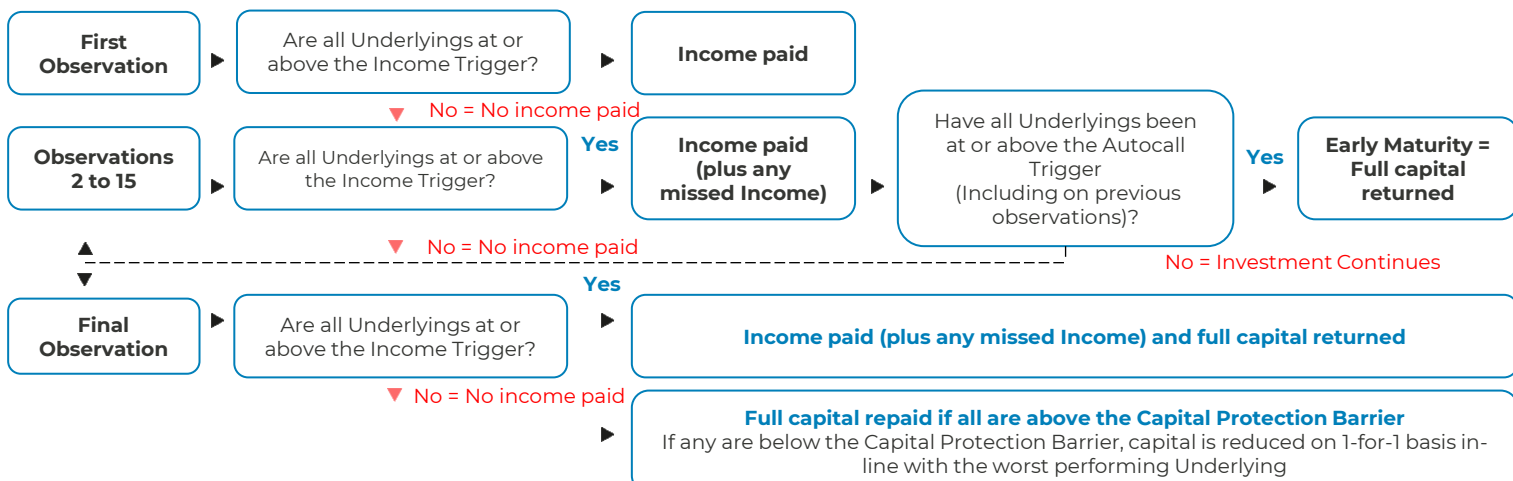 First
Observation
Are all Underlyings at or
above the Income Trigger?
Income paid
No = No income paid
Observations
2 to 15
Are all Underlyings at or above
the Income Trigger?
Yes
Income paid
(plus any
missed Income)
Have all Underlyings been
at or above the Autocall
Trigger
(Including on previous
observations)?
Yes
Early Maturity =
Full capital
returned
No = No income paid
No = Investment Continues
Final
Observation
Are all Underlyings at or
above the Income Trigger?
Yes
Income paid (plus any missed Income) and full capital returned
No = No income paid
Full capital repaid if all are above the Capital Protection Barrier
If any are below the Capital Protection Barrier, capital is reduced on 1-for-1 basis in-
line with the worst performing Underlying